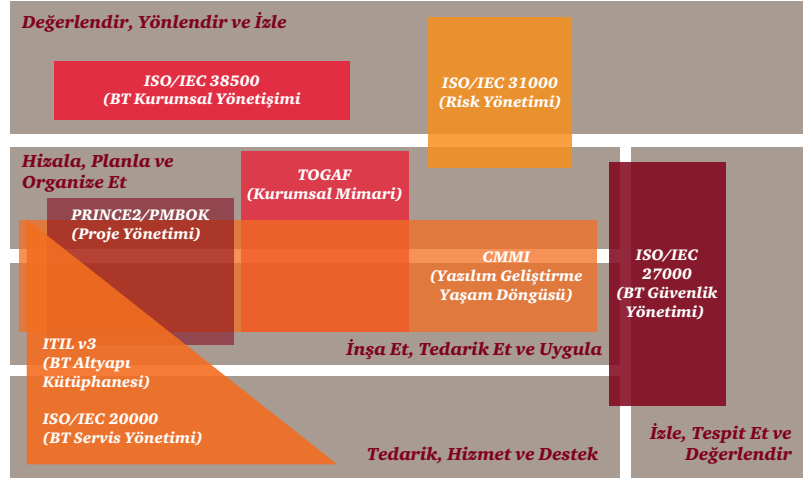 Değerlendir, Yönlendir ve İzle
ISO/IEC 38500
(BT Kurumsal Yönetişimi
ISO/IEC 31000
(Risk Yönetimi)
Hizala, Planla ve
Organize Et
TOGAF
(Kurumsal Mimari)
PRINCE2/PMBOK
(Proje Yönetimi)
CMMI
(Yazılım Geliştirme
Yaşam Döngüsü)
ISO/IEC
27000
(BT Güvenlik
Yönetimi)
ITIL v3
(BT Altyapı
Kütüphanesi)
İnşa Et, Tedarik Et ve Uygula
ISO/IEC 20000
(BT Servis Yönetimi)
Tedarik, Hizmet ve Destek
İzle, Tespit Et ve
Değerlendir